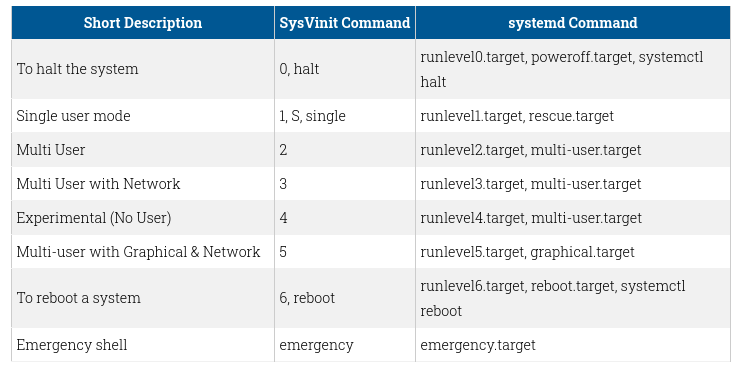 Short Description SysVinit Command systemd Command
To halt the system 0, halt runlevel0.target, poweroff.target, systemctl
halt
Single user mode 1, S, single runlevel1.target, rescue.target
Multi User 2 runlevel2.target, multi-user.target
Multi User with Network 3 runlevel3.target, multi-user.target
Experimental (No User) 4 runlevel4.target, multi-user.target
Multi-user with Graphical & Network 5 runlevel5.target, graphical.target
To reboot a system 6, reboot runlevel6.target, reboot.target, systemctl
reboot
Emergency shell emergency emergency.target